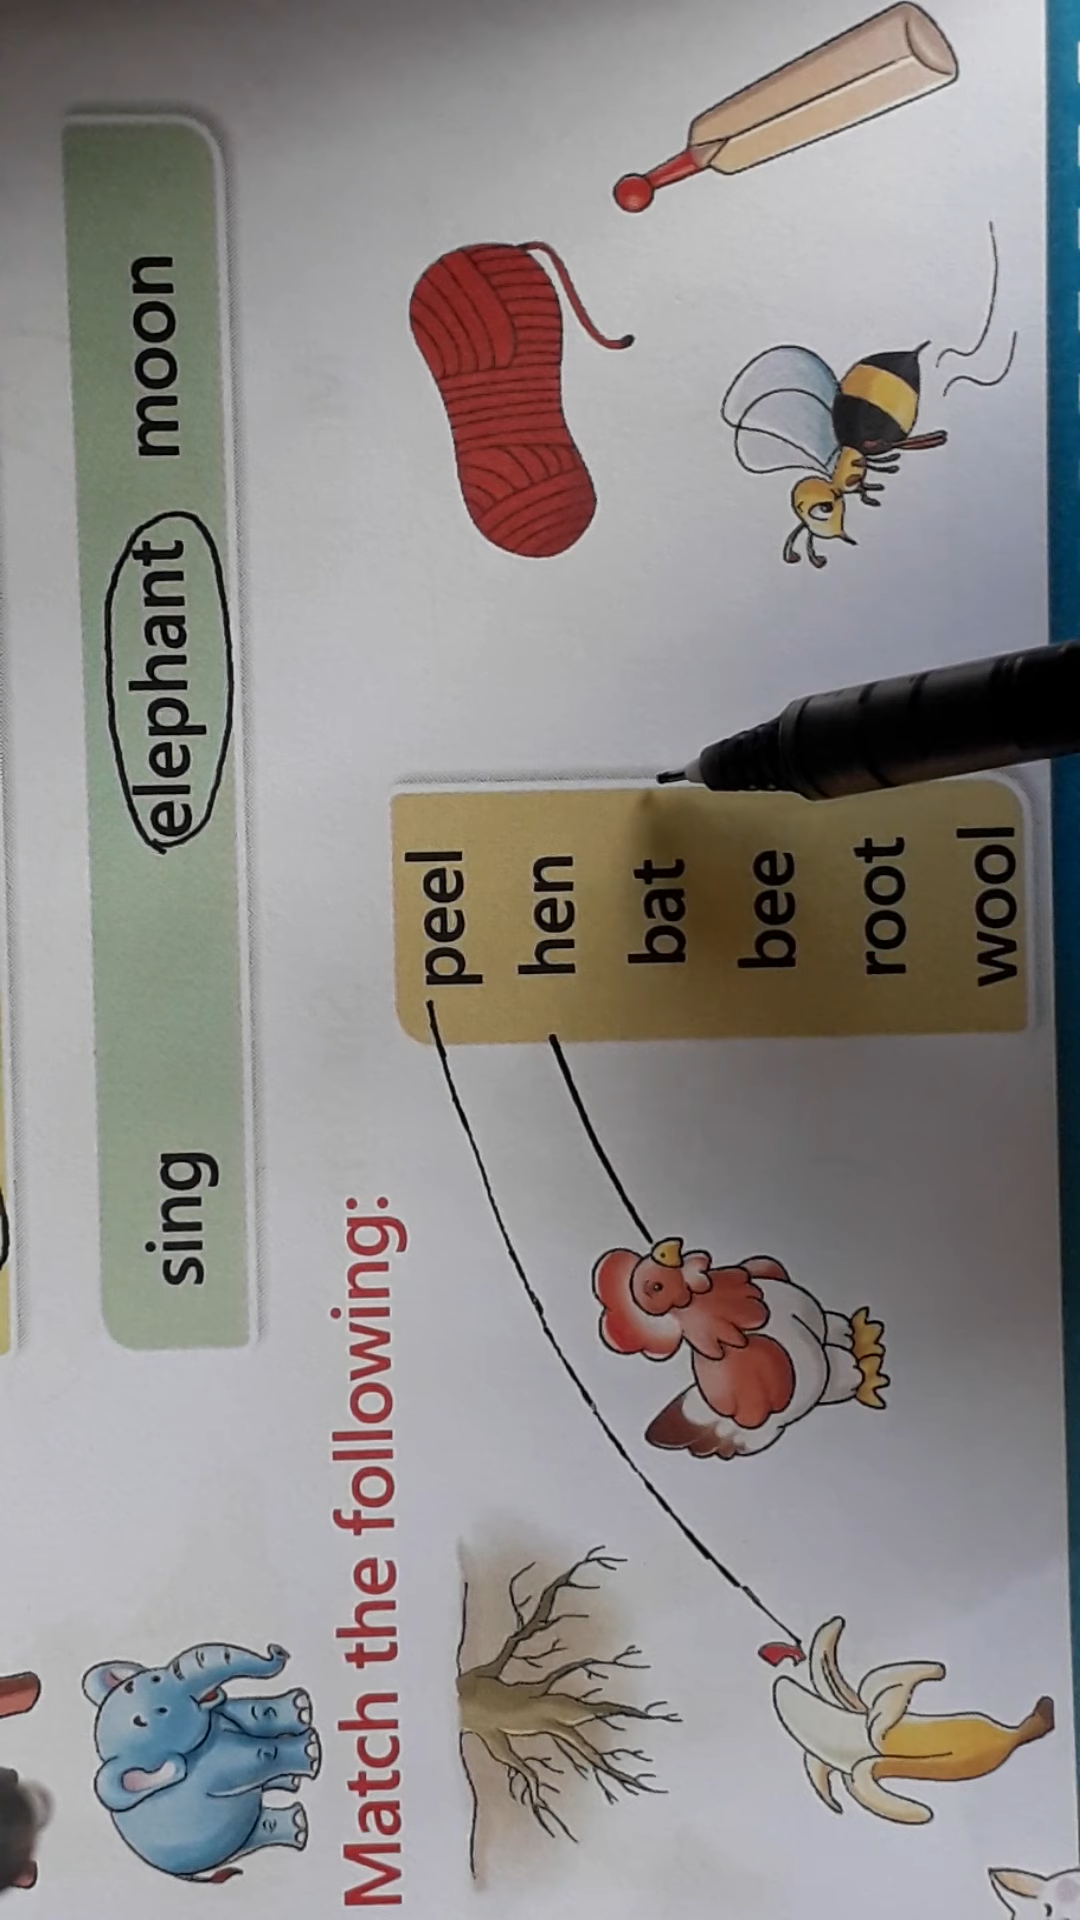 sing elephant moon
Match the following:
peel
hen
bat
bee
root
wool